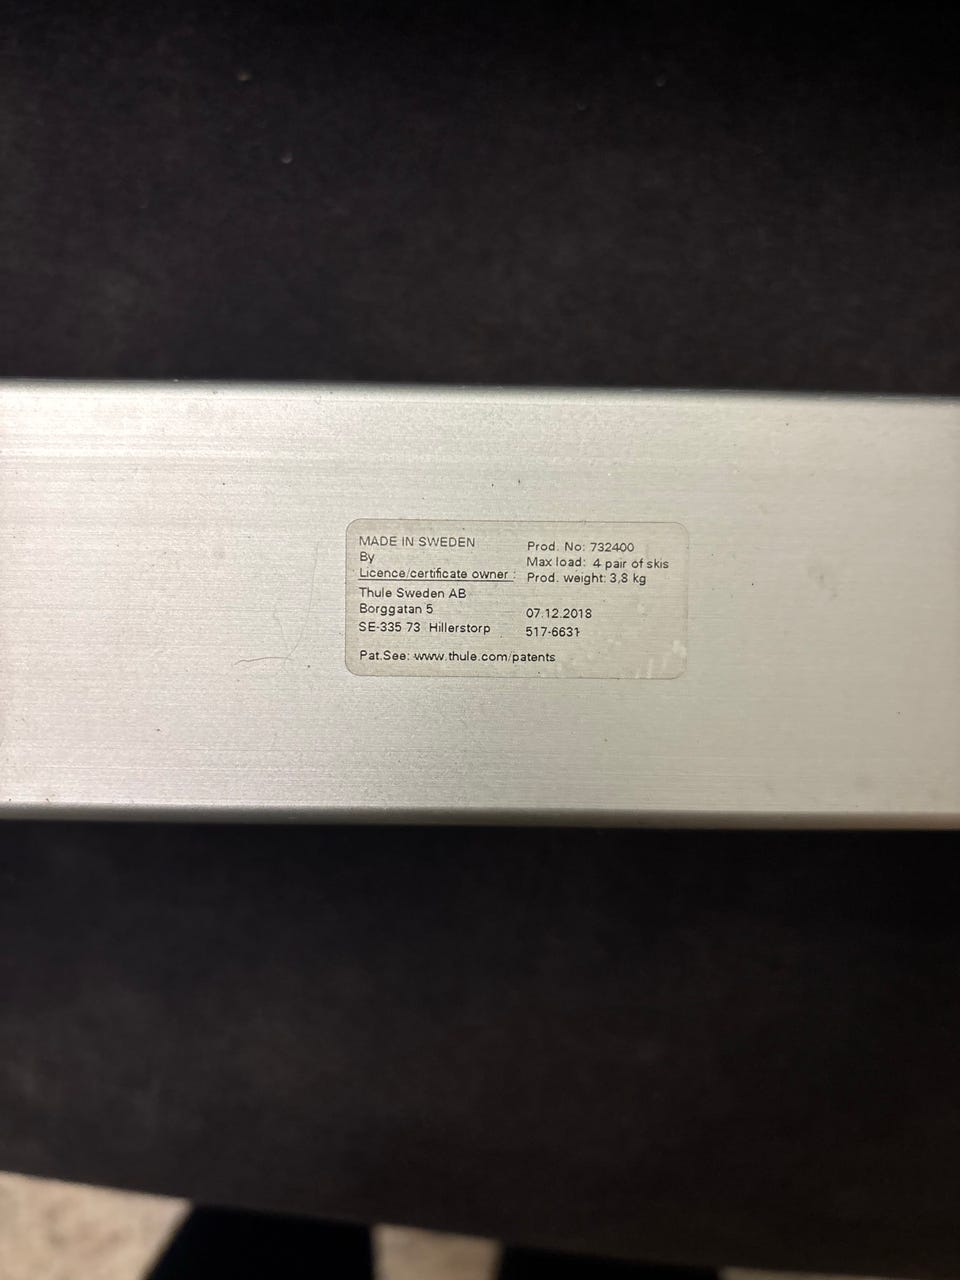 MADE IN SWEDEN
By
Licence/certificate owner :
Thule Sweden AB
Borggatan 5
SE-335 73 Hillerstorp
Pat.See: www.thule.com/patents
Prod. No: 732400
Max load: 4 pair of skis
Prod. weight: 3,8 kg
07.12.2018
517-6631